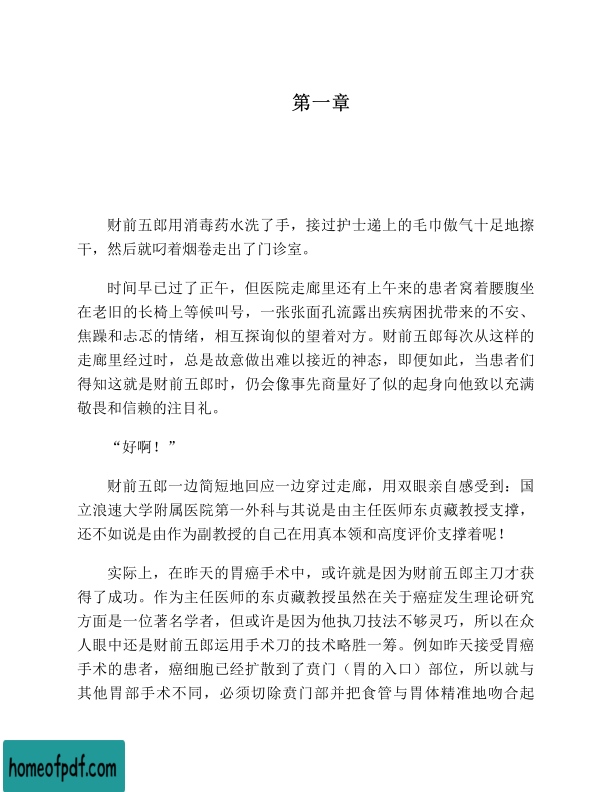 第一章
财前五郎用消毒药水洗了手，接过护士递上的毛巾傲气十足地擦
干，然后就叼着烟卷走出了门诊室。
时间早已过了正午，但医院走廊里还有上午来的患者窝着腰腹坐
在老旧的长椅上等候叫号，一张张面孔流露出疾病困扰带来的不安、
焦躁和忐忑的情绪，相互探询似的望着对方。财前五郎每次从这样的
走廊里经过时，总是故意做出难以接近的神态，即便如此，当患者们
得知这就是财前五郎时，仍会像事先商量好了似的起身向他致以充满
敬畏和信赖的注目礼。
“好啊！”
财前五郎一边简短地回应一边穿过走廊，用双眼亲自感受到：国
立浪速大学附属医院第一外科与其说是由主任医师东贞藏教授支撑，
还不如说是由作为副教授的自己在用真本领和高度评价支撑着呢！
实际上，在昨天的胃癌手术中，或许就是因为财前五郎主刀才获
得了成功。作为主任医师的东贞藏教授虽然在关于癌症发生理论研究
方面是一位著名学者，但或许是因为他执刀技法不够灵巧，所以在众
人眼中还是财前五郎运用手术刀的技术略胜一筹。例如昨天接受胃癌
手术的患者，癌细胞已经扩散到了贲门（胃的入口）部位，所以就与
其他胃部手术不同，必须切除贲门部并把食管与胃体精准地吻合起
homeofpdf.com